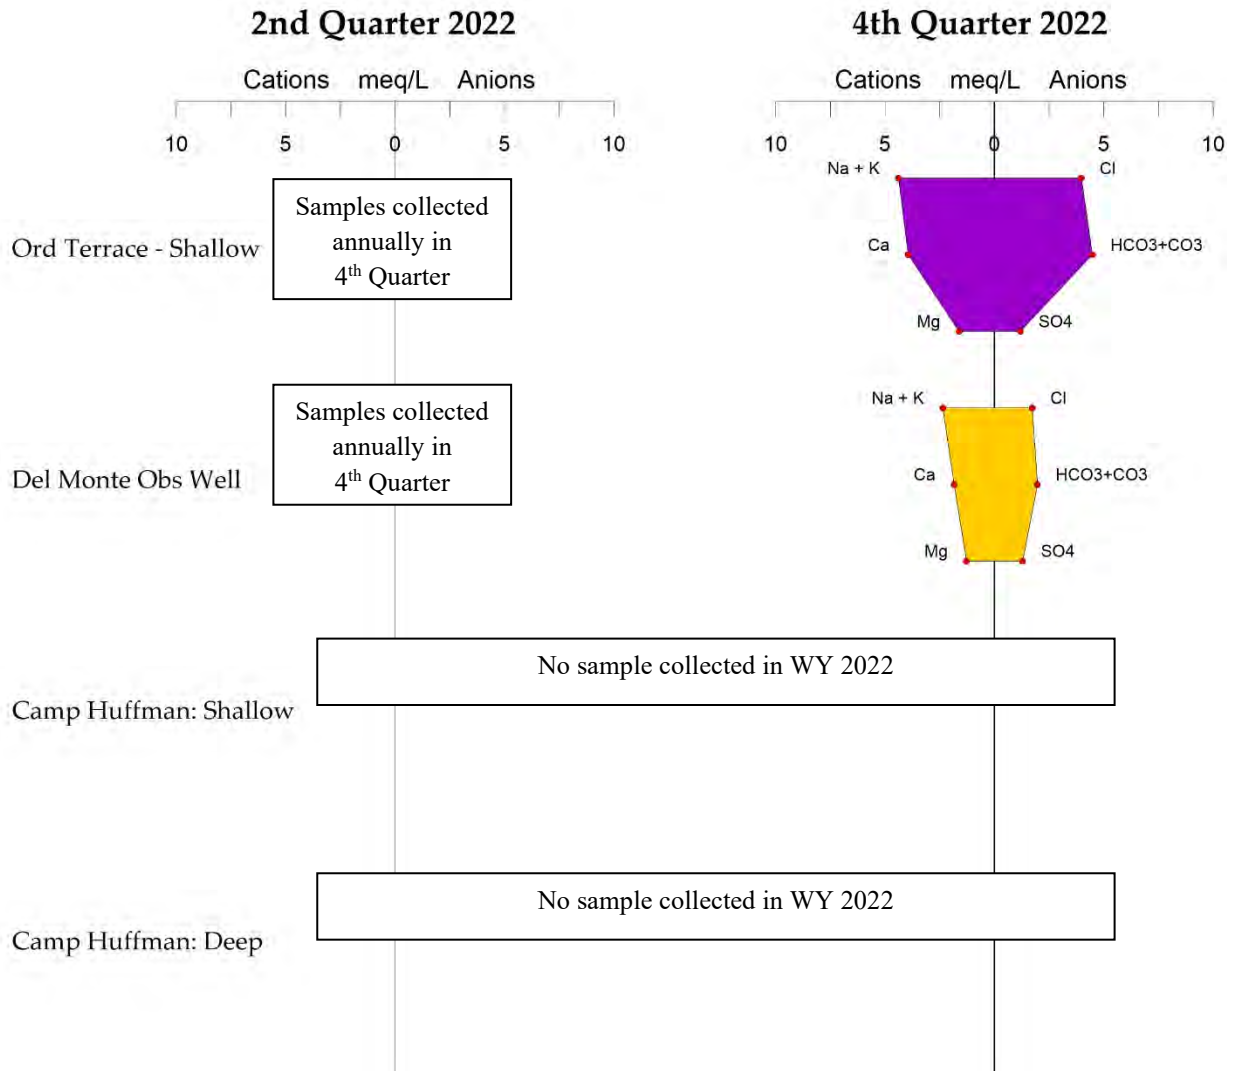 2nd Quarter 2022
4th Quarter 2022
Cations meq/L Anions
Cations meq/L Anions
10 5 0 5 10
10 5 0 5 10
Na + K Cl
Ord Terrace - Shallow
Samples collected
annually in
4th Quarter
Ca HCO3+CO3
Mg SO4
Na + K Cl
Del Monte Obs Well
Samples collected
annually in
4th Quarter
Ca HCO3+CO3
Mg SO4
Camp Huffman: Shallow
No sample collected in WY 2022
Camp Huffman: Deep
No sample collected in WY 2022